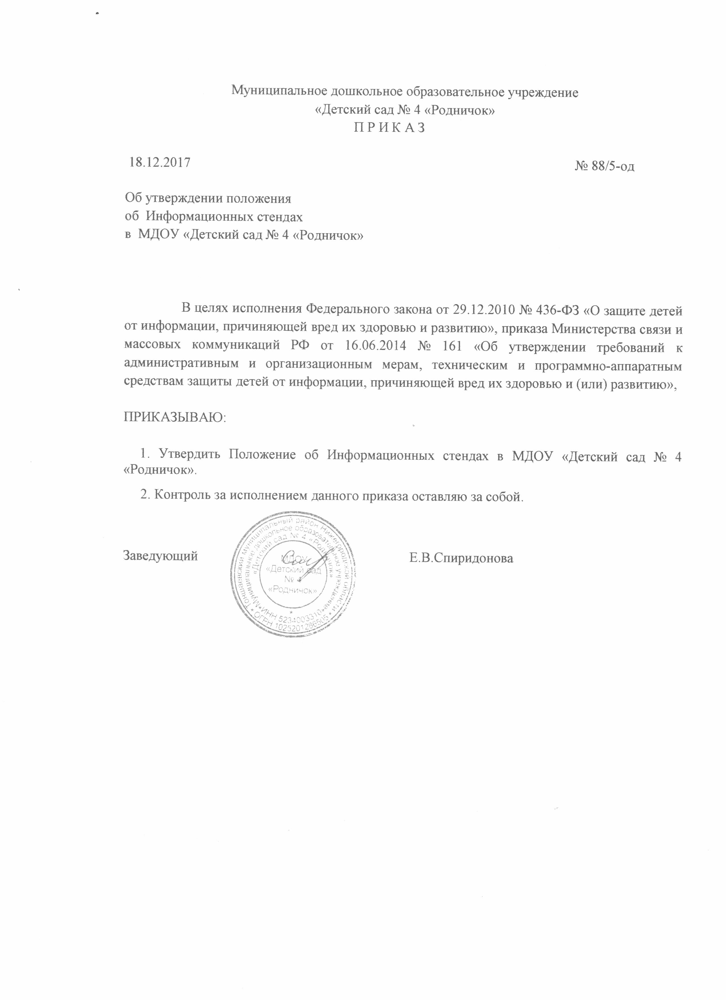 Муниципальное дошкольное образовательное учреждение
«Детский сад № 4 «Родничок»
П Р И К А З
18.12.2017
№ 88/5-од
Об утверждении положения
об Информационных стендах
в МДОУ «Детский сад № 4 «Родничок»
В целях исполнения Федерального закона от 29.12.2010 № 436-ФЗ «О защите детей
от информации, причиняющей вред их здоровью и развитию», приказа Министерства связи и
массовых коммуникаций РФ от 16.06.2014 № 161 «Об утверждении требований к
административным и организационным мерам, техническим и программно-аппаратным
средствам защиты детей от информации, причиняющей вред их здоровью и (или) развитию»,
ПРИКАЗЫВАЮ:
1. Утвердить Положение об Информационных стендах в МДОУ «Детский сад № 4
«Родничок».
2. Контроль за исполнением данного приказа оставляю за собой.
Заведующий
Е.В.Спиридонова
Тоншаевский муниципальный район Нижегородской области
* ОГРН 1025201286505 *
Муниципальное дошкольное образовательное учреждение
*ИНН 5234003310*
«Детский сад № 4 «Родничок»
МДОУ
«Детский сад
№ 4
«Родничок»